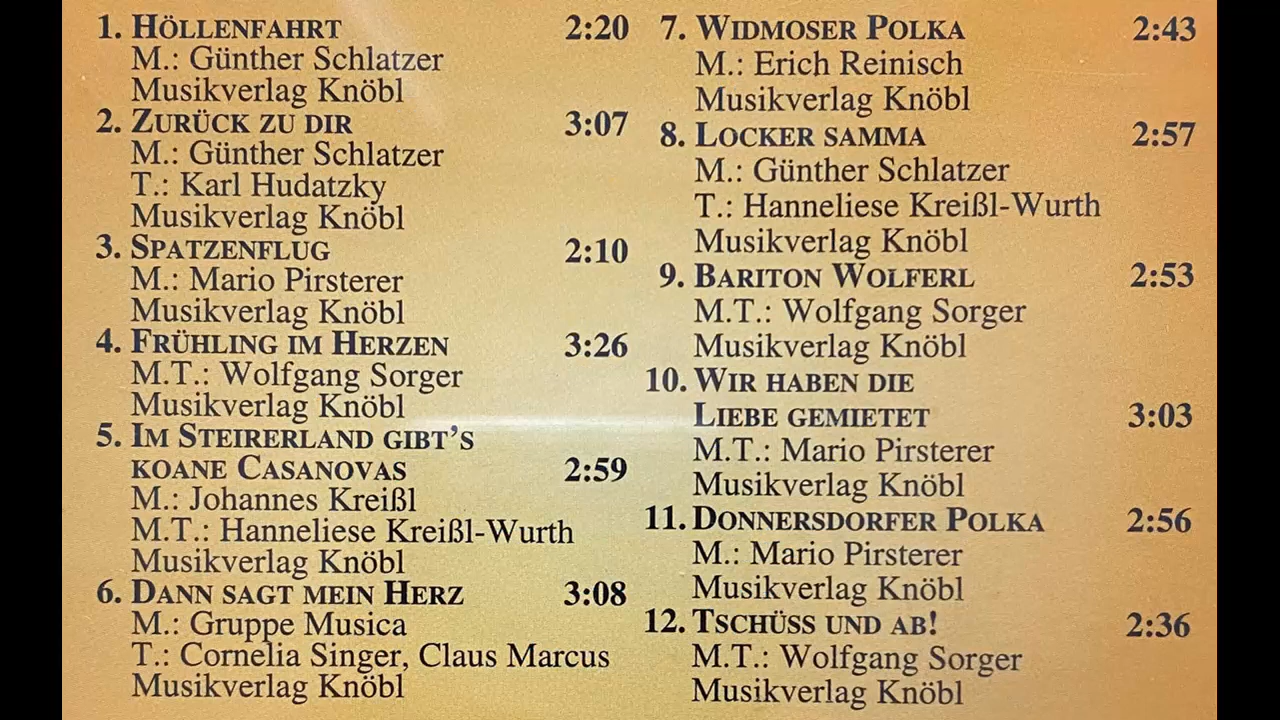 1. HÖLLENFAHRT 2:20
M.: Günther Schlatzer
Musikverlag Knöbl
2. ZURÜCK ZU DIR 3:07
M.: Günther Schlatzer
T.: Karl Hudatzky
Musikverlag Knöbl
3. SPATZENFLUG 2:10
M.: Mario Pirsterer
Musikverlag Knöbl
4. FRÜHLING IM HERZEN 3:26
M.T.: Wolfgang Sorger
Musikverlag Knöbl
5. IM STEIRERLAND GIBT'S
KOANE CASANOVAS 2:59
M.: Johannes Kreißl
M.T.: Hanneliese Kreißl-Wurth
Musikverlag Knöbl
6. DANN SAGT MEIN HERZ 3:08
M.: Gruppe Musica
T.: Cornelia Singer, Claus Marcus
Musikverlag Knöbl
7. WIDMOSER POLKA 2:43
M.: Erich Reinisch
Musikverlag Knöbl
8. LOCKER SAMMA 2:57
M.: Günther Schlatzer
T.: Hanneliese Kreißl-Wurth
Musikverlag Knöbl
9. BARITON WOLFERL 2:53
M.T.: Wolfgang Sorger
Musikverlag Knöbl
10. WIR HABEN DIE
LIEBE GEMIETET 3:03
M.T.: Mario Pirsterer
Musikverlag Knöbl
11. DONNERSDORFER POLKA 2:56
M.: Mario Pirsterer
Musikverlag Knöbl
12. TSCHÜSS UND AB! 2:36
M.T.: Wolfgang Sorger
Musikverlag Knöbl